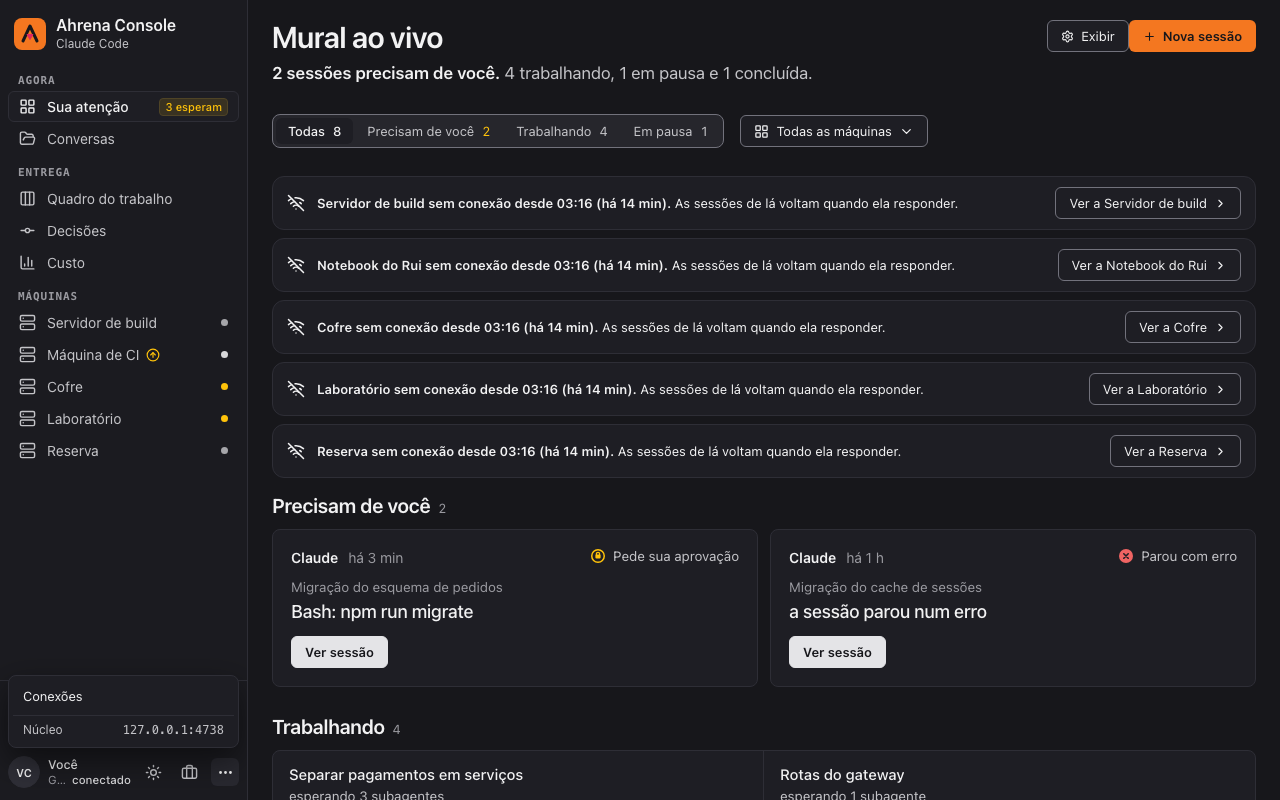 Ahrena Console
Claude Code
AGORA
Sua atenção
3 esperam
Conversas
ENTREGA
Quadro do trabalho
Decisões
Custo
MÁQUINAS
Servidor de build
Máquina de CI
Cofre
Laboratório
Reserva
Conexões
Núcleo 127.0.0.1:4738
VC
Você
G... conectado
Mural ao vivo
Exibir
Nova sessão
2 sessões precisam de você. 4 trabalhando, 1 em pausa e 1 concluída.
Todas 8 Precisam de você 2 Trabalhando 4 Em pausa 1
Todas as máquinas
Servidor de build sem conexão desde 03:16 (há 14 min). As sessões de lá voltam quando ela responder.
Ver a Servidor de build
Notebook do Rui sem conexão desde 03:16 (há 14 min). As sessões de lá voltam quando ela responder.
Ver a Notebook do Rui
Cofre sem conexão desde 03:16 (há 14 min). As sessões de lá voltam quando ela responder.
Ver a Cofre
Laboratório sem conexão desde 03:16 (há 14 min). As sessões de lá voltam quando ela responder.
Ver a Laboratório
Reserva sem conexão desde 03:16 (há 14 min). As sessões de lá voltam quando ela responder.
Ver a Reserva
Precisam de você 2
Claude há 3 min
Pede sua aprovação
Migração do esquema de pedidos
Bash: npm run migrate
Ver sessão
Claude há 1 h
Parou com erro
Migração do cache de sessões
a sessão parou num erro
Ver sessão
Trabalhando 4
Separar pagamentos em serviços
esperando 3 subagentes
Rotas do gateway
esperando 1 subagente